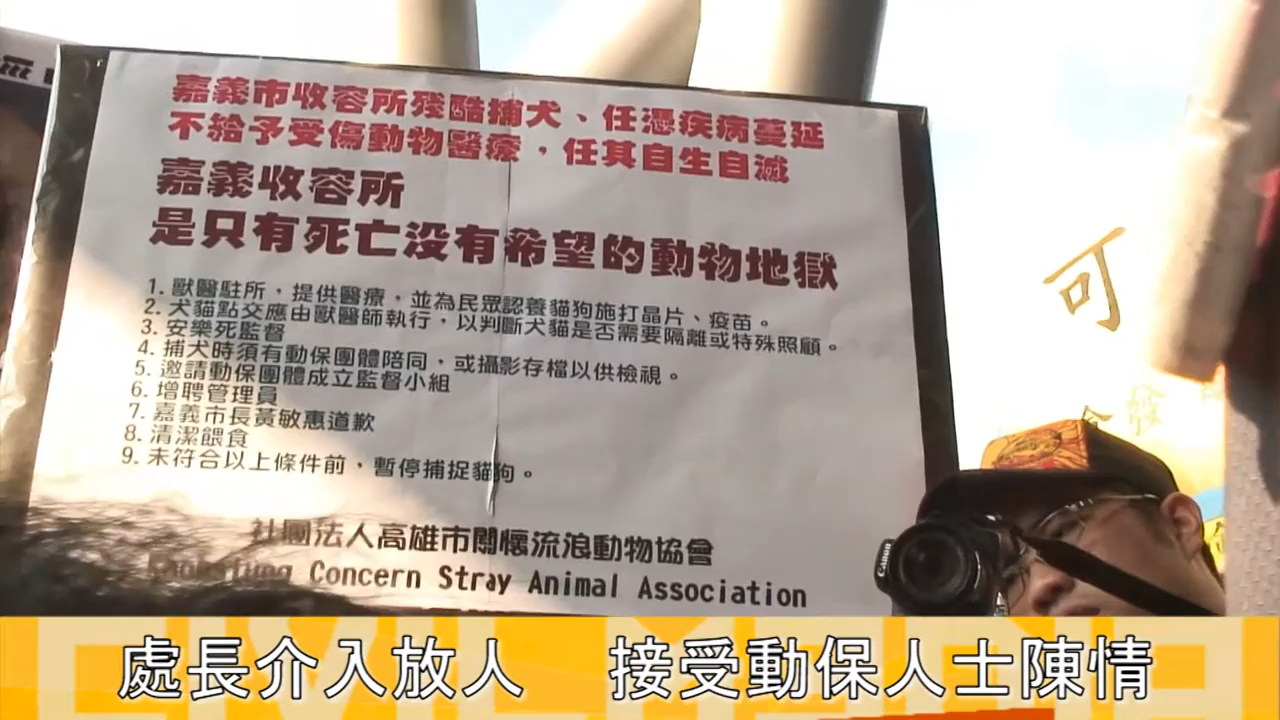 嘉義市收容所殘酷捕犬、任憑疾病蔓延
不給予受傷動物醫療，任其自生自滅
嘉義收容所
是只有死亡没有希望的動物地獄
1. 獸醫駐所，提供醫療，並為民眾認養貓狗施打晶片、疫苗。
2. 犬貓點交應由獸醫師執行，以判斷犬貓是否需要隔離或特殊照顧。
3. 安樂死監督
4. 捕犬時須有動保團體陪同，或攝影存檔以供檢視。
5. 邀請動保團體成立監督小組
6. 增聘管理員
7. 嘉義市長黃敏惠道歉
8. 清潔餵食
9. 未符合以上條件前，暫停捕捉貓狗。
社團法人高雄市關懷流浪動物協會
Kaohsiung Concern Stray Animal Association
可
發
Canon
處長介入放人 接受動保人士陳情